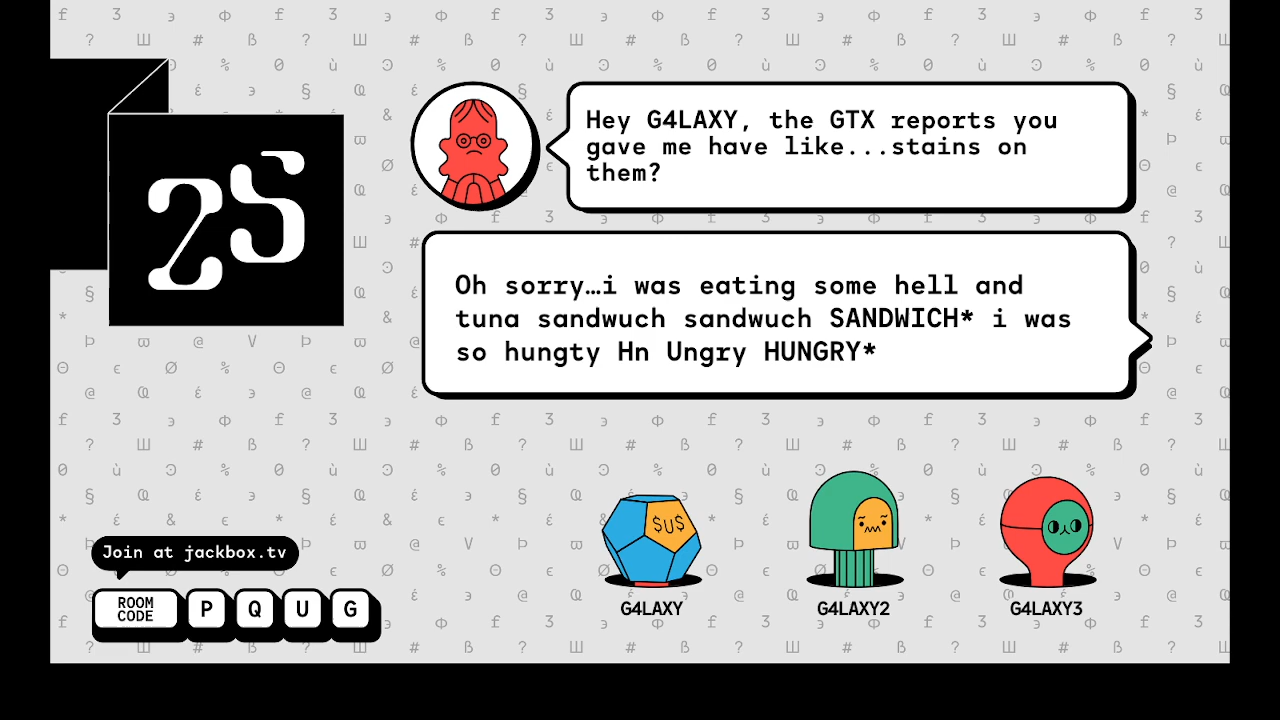 25
Hey G4LAXY, the GTX reports you
gave me have like...stains on
them?
Oh sorry…i was eating some hell and
tuna sandwuch sandwuch SANDWICH* i was
so hungty Hn Ungry HUNGRY*
$U$
Join at jackbox.tv
ROOM
CODE
P Q U G
G4LAXY
G4LAXY2
G4LAXY3